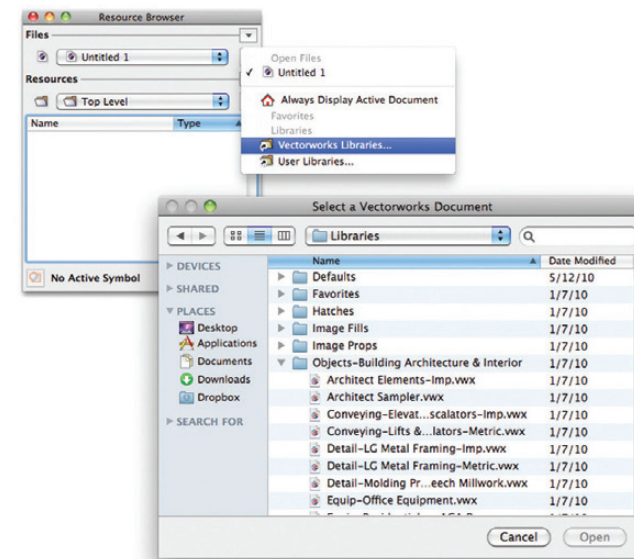 Resource Browser
Files
Untitled 1
Resources
Top Level
Name Type
No Active Symbol
Open Files
✓ Untitled 1
Always Display Active Document
Favorites
Libraries
Vectorworks Libraries...
User Libraries...
Select a Vectorworks Document
Libraries
Name Date Modified
DEVICES
SHARED
PLACES
Desktop
Applications
Documents
Downloads
Dropbox
SEARCH FOR
Defaults 5/12/10
Favorites 1/7/10
Hatches 1/7/10
Image Fills 1/7/10
Image Props 1/7/10
Objects-Building Architecture & Interior 1/7/10
Architect Elements-Imp.vwx 1/7/10
Architect Sampler.vwx 1/7/10
Conveying-Elevat...scalators-Imp.vwx 1/7/10
Conveying-Lifts &...lators-Metric.vwx 1/7/10
Detail-LG Metal Framing-Imp.vwx 1/7/10
Detail-LG Metal Framing-Metric.vwx 1/7/10
Detail-Molding Pr...eech Millwork.vwx 1/7/10
Equip-Office Equipment.vwx 1/7/10
Cancel Open